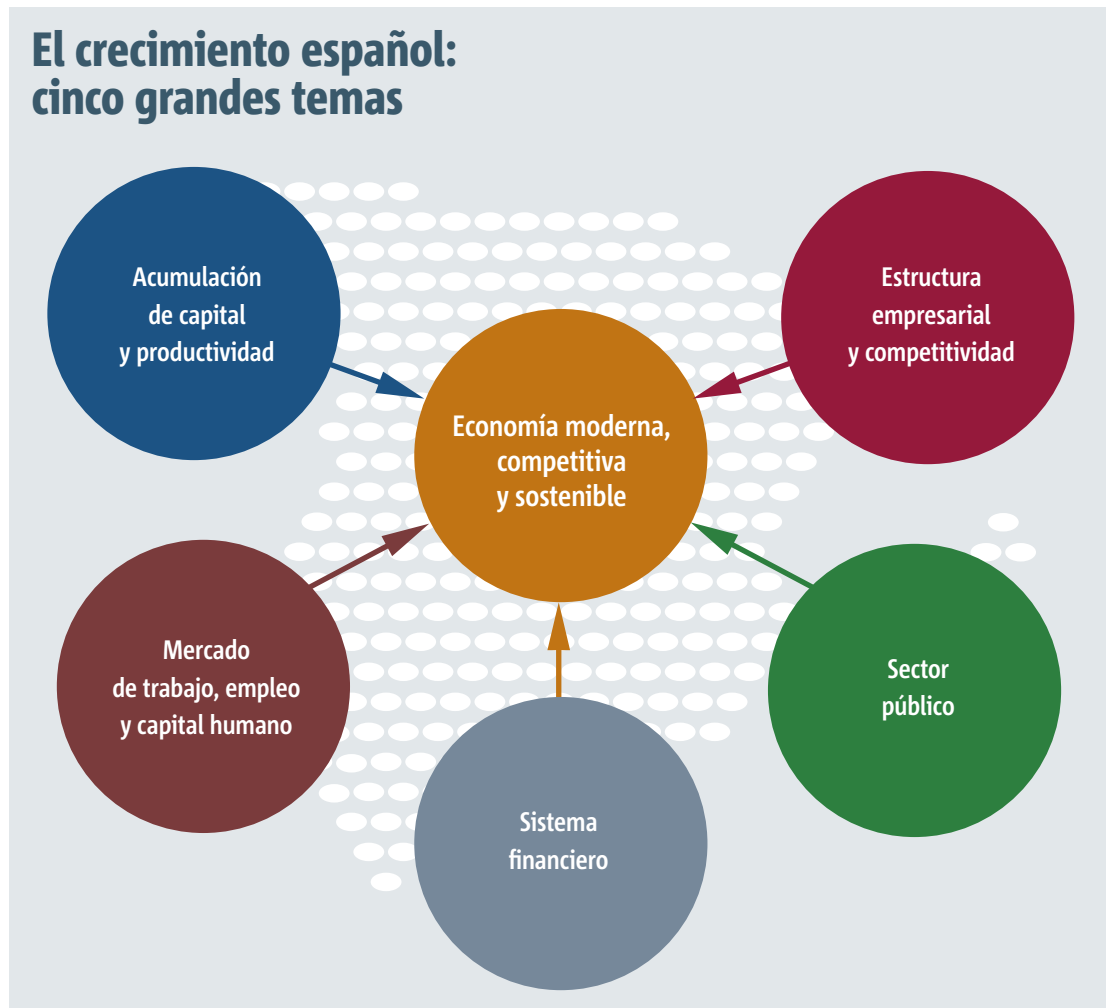 El crecimiento español:
cinco grandes temas
Acumulación
de capital
y productividad
Estructura
empresarial
y competitividad
Economía moderna,
competitiva
y sostenible
Mercado
de trabajo, empleo
y capital humano
Sector
público
Sistema
financiero